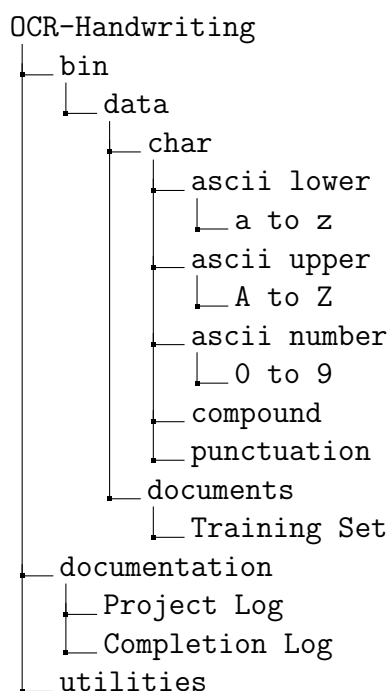 OCR-Handwriting
bin
data
char
ascii lower
a to z
ascii upper
A to Z
ascii number
0 to 9
compound
punctuation
documents
Training Set
documentation
Project Log
Completion Log
utilities